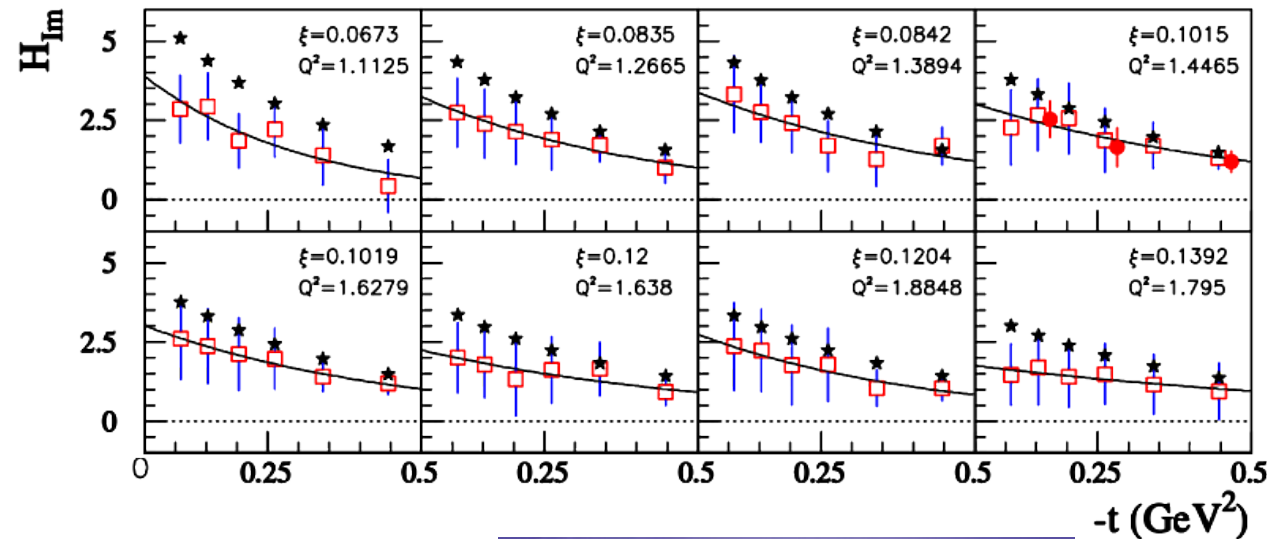 H_Im
5
2.5
0
ξ=0.0673
Q²=1.1125
ξ=0.0835
Q²=1.2665
ξ=0.0842
Q²=1.3894
ξ=0.1015
Q²=1.4465
5
2.5
0
ξ=0.1019
Q²=1.6279
ξ=0.12
Q²=1.638
ξ=0.1204
Q²=1.8848
ξ=0.1392
Q²=1.795
0 0.25 0.5 0.25 0.5 0.25 0.5 0.25 0.5
-t (GeV²)